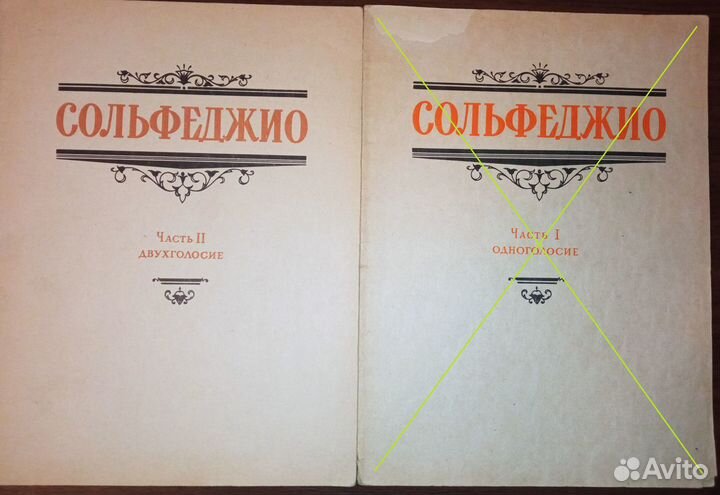 СОЛЬФЕДЖИО
Часть II
двухголосие
СОЛЬФЕДЖИО
Часть I
одноголосие
Avito